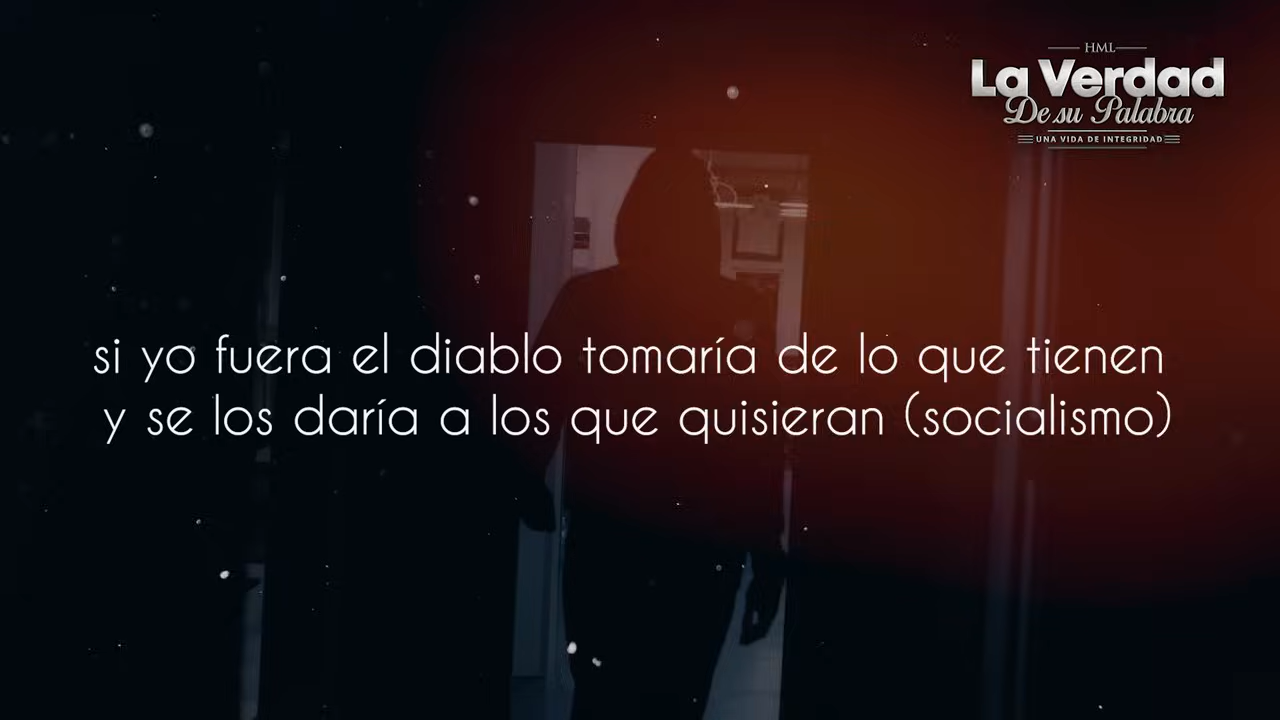 HML
La Verdad
De su Palabra
UNA VIDA DE INTEGRIDAD
si yo fuera el diablo tomaría de lo que tienen
y se los daría a los que quisieran (socialismo)